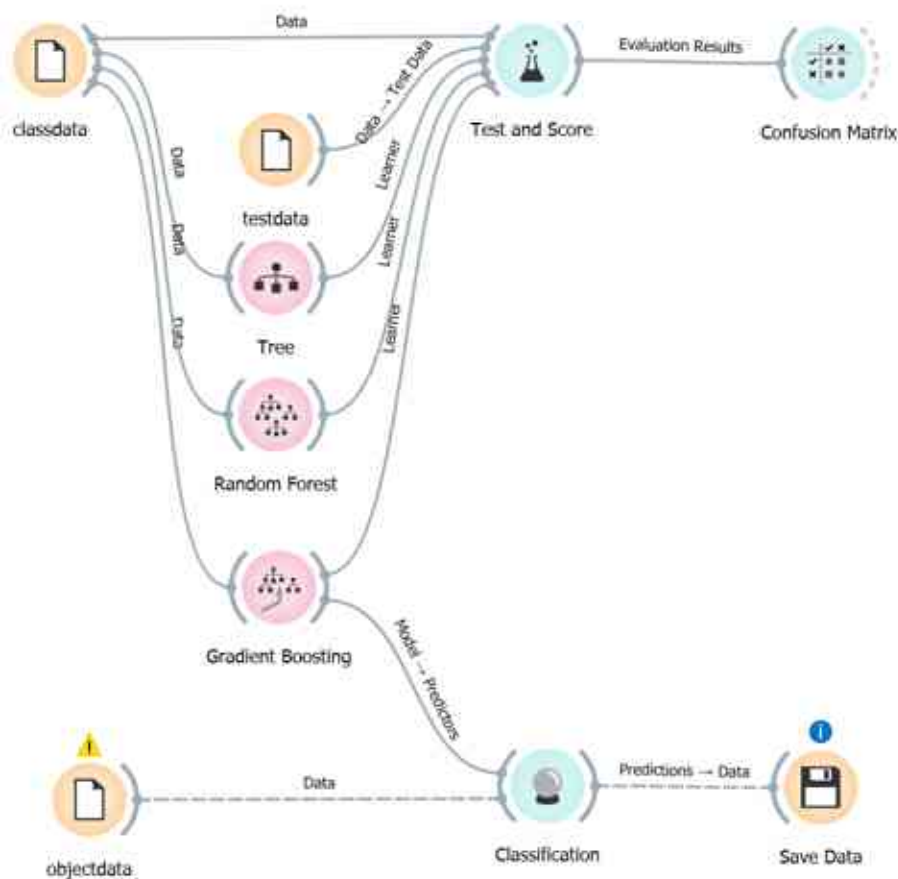 Data
classdata
Data → Test Data
testdata
Test and Score
Evaluation Results
Confusion Matrix
Data
Learner
Tree
Data
Learner
Random Forest
Data
Learner
Gradient Boosting
Model → Predictors
objectdata
Data
Classification
Predictions → Data
Save Data